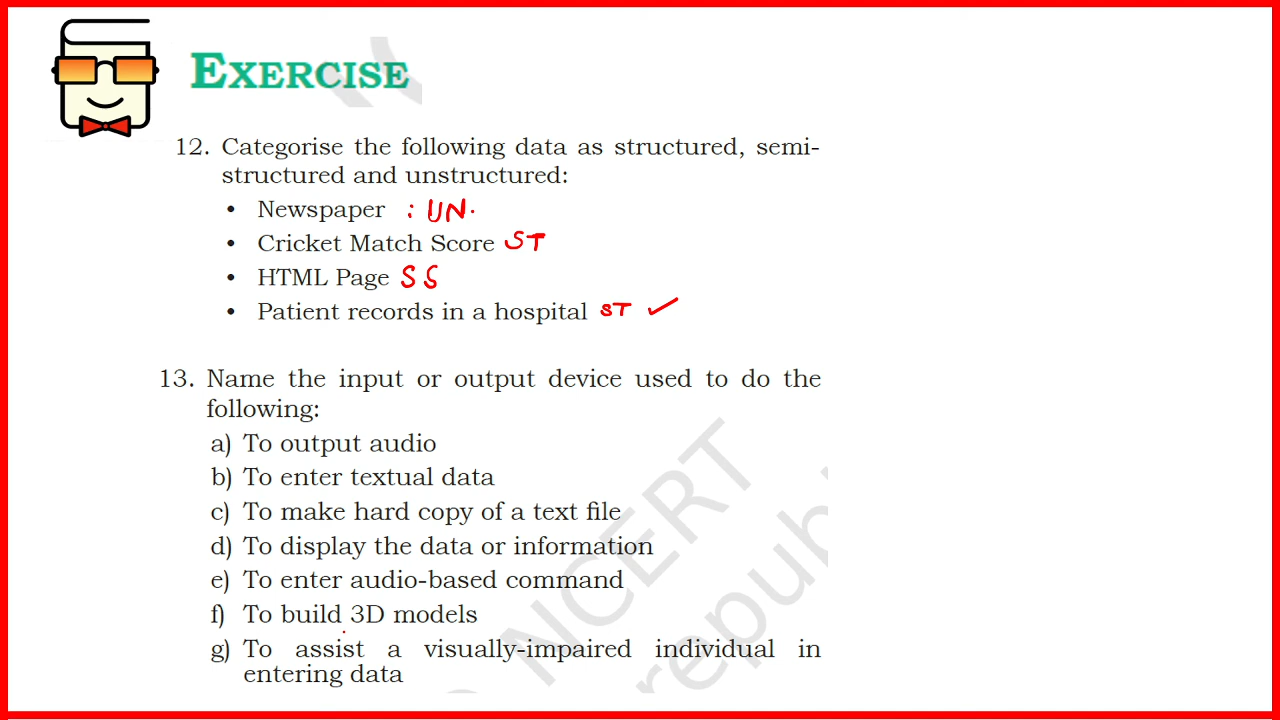 EXERCISE
12. Categorise the following data as structured, semi-
structured and unstructured:
• Newspaper : UN.
• Cricket Match Score ST
• HTML Page SS
• Patient records in a hospital ST ✓
13. Name the input or output device used to do the
following:
a) To output audio
b) To enter textual data
c) To make hard copy of a text file
d) To display the data or information
e) To enter audio-based command
f) To build 3D models
g) To assist a visually-impaired individual in
entering data
NCERT
republ